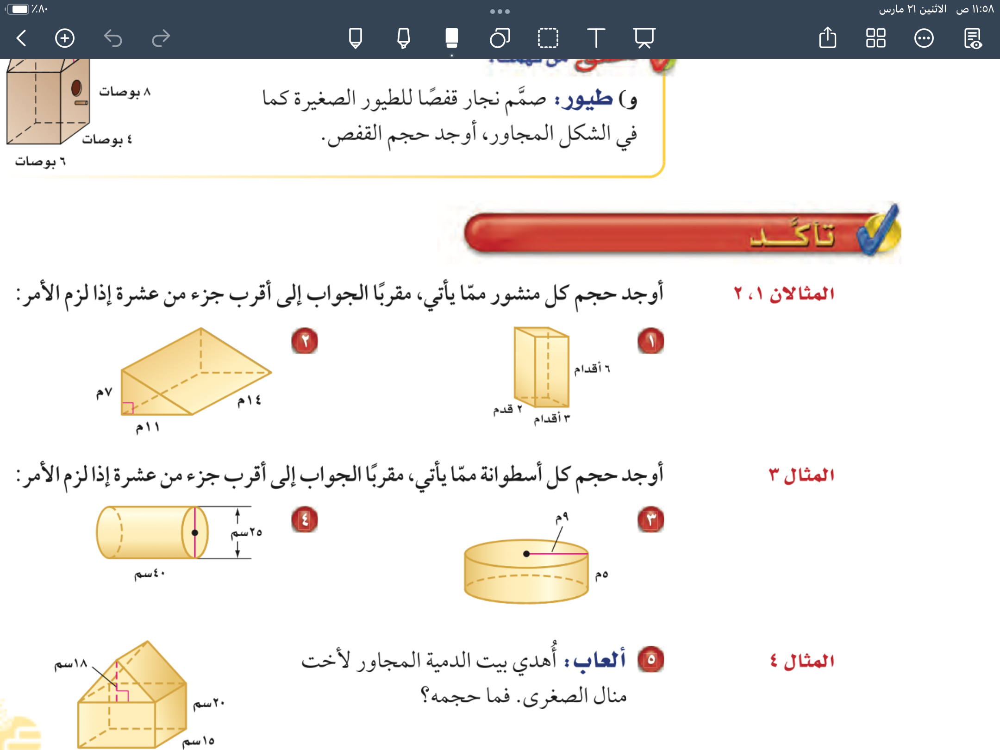 ١١:٥٨ ص الاثنين ٢١ مارس
٪٨٠
٨ بوصات
٤ بوصات
٦ بوصات
و) طيور: صمَّم نجار قفصًا للطيور الصغيرة كما
في الشكل المجاور، أوجد حجم القفص.
تأكَّد
المثالان ١، ٢
أوجد حجم كل منشور ممّا يأتي، مقربًا الجواب إلى أقرب جزء من عشرة إذا لزم الأمر:
١
٦ أقدام
٢ قدم
٣ أقدام
٢
٧م
١٤م
١١م
المثال ٣
أوجد حجم كل أسطوانة ممّا يأتي، مقربًا الجواب إلى أقرب جزء من عشرة إذا لزم الأمر:
٣
٩م
٥م
٤
٢٥سم
٤٠سم
المثال ٤
٥ ألعاب: أُهدي بيت الدمية المجاور لأخت
منال الصغرى. فما حجمه؟
١٨سم
٢٠سم
١٥سم